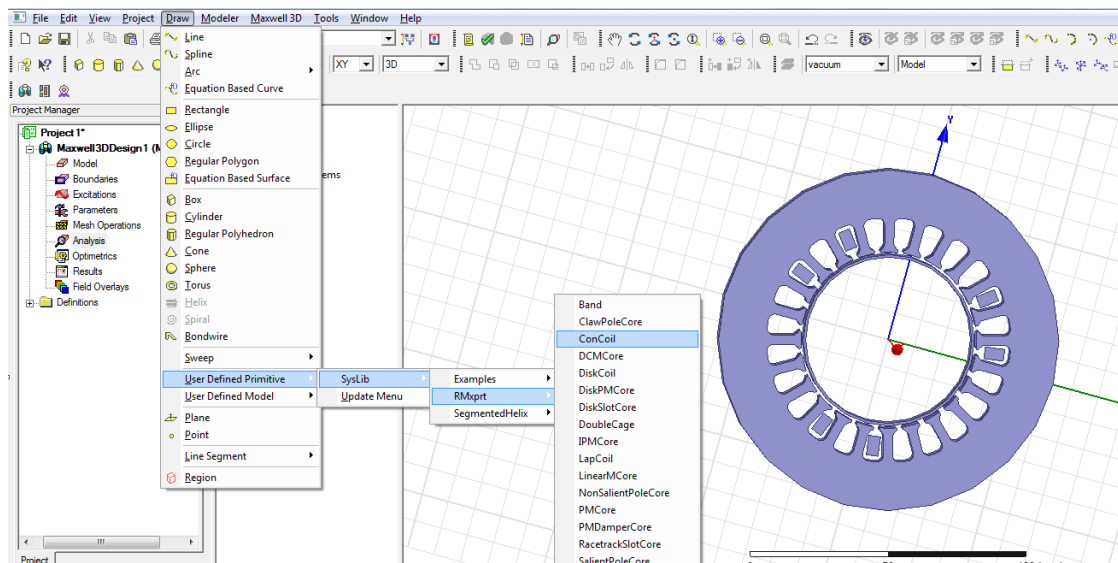 File Edit View Project Draw Modeler Maxwell 3D Tools Window Help
Line
Spline
Arc
Equation Based Curve
Rectangle
Ellipse
Circle
Regular Polygon
Equation Based Surface
Box
Cylinder
Regular Polyhedron
Cone
Sphere
Torus
Helix
Spiral
Bondwire
Sweep
User Defined Primitive
User Defined Model
Plane
Point
Line Segment
Region
XY 3D vacuum Model
Project Manager
Project1*
Maxwell3DDesign1
Model
Boundaries
Excitations
Parameters
Mesh Operations
Analysis
Optimetrics
Results
Field Overlays
Definitions
Project
SysLib
Update Menu
Examples
RMxprt
SegmentedHelix
Band
ClawPoleCore
ConCoil
DCMCore
DiskCoil
DiskPMCore
DiskSlotCore
DoubleCage
IPMCore
LapCoil
LinearMCore
NonSalientPoleCore
PMCore
PMDamperCore
RacetrackSlotCore
SalientPoleCore
Y